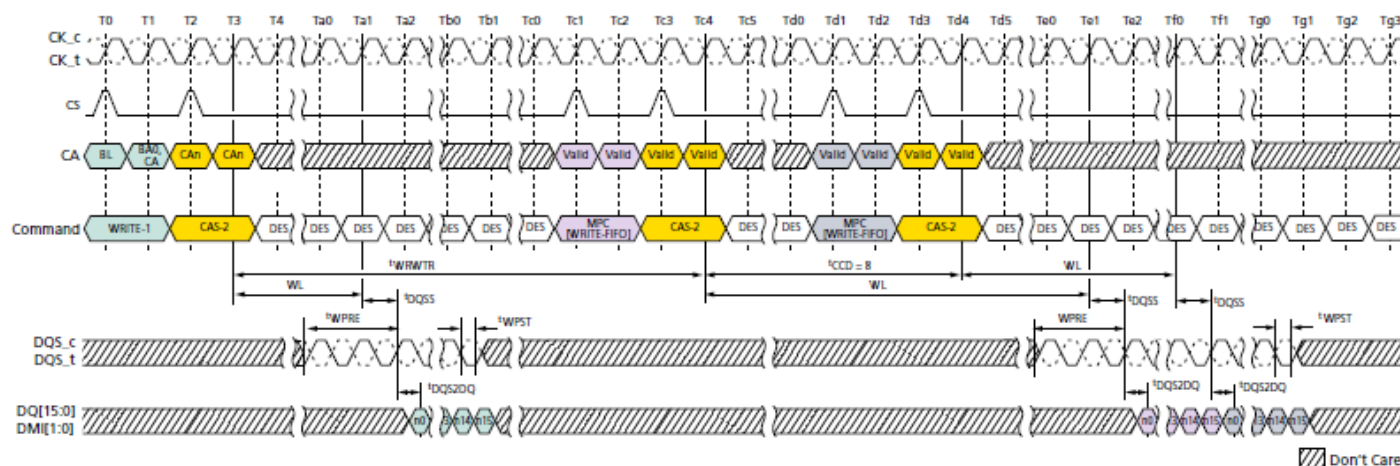 T0 T1 T2 T3 T4 Ta0 Ta1 Ta2 Tb0 Tb1 Tc0 Tc1 Tc2 Tc3 Tc4 Tc5 Td0 Td1 Td2 Td3 Td4 Td5 Te0 Te1 Te2 Tf0 Tf1 Tg0 Tg1 Tg2 Tg3
CK_c
CK_t
CS
CA BL BA0, CA CAn CAn Valid Valid Valid Valid Valid Valid Valid Valid
Command WRITE-1 CAS-2 DES DES DES DES DES DES DES MPC [WRITE-FIFO] CAS-2 DES DES MPC [WRITE-FIFO] CAS-2 DES DES DES DES DES DES DES DES DES DES
tWRWTR tCCD = 8 WL
WL WL
tDQSS tDQSS tDQSS
tWPRE tWPST WPRE tWPST
DQS_c
DQS_t
tDQS2DQ tDQS2DQ tDQS2DQ
DQ[15:0]
DMI[1:0]
n0 n14 n15 n0 n14 n15 n0 n14 n15
Don't Care